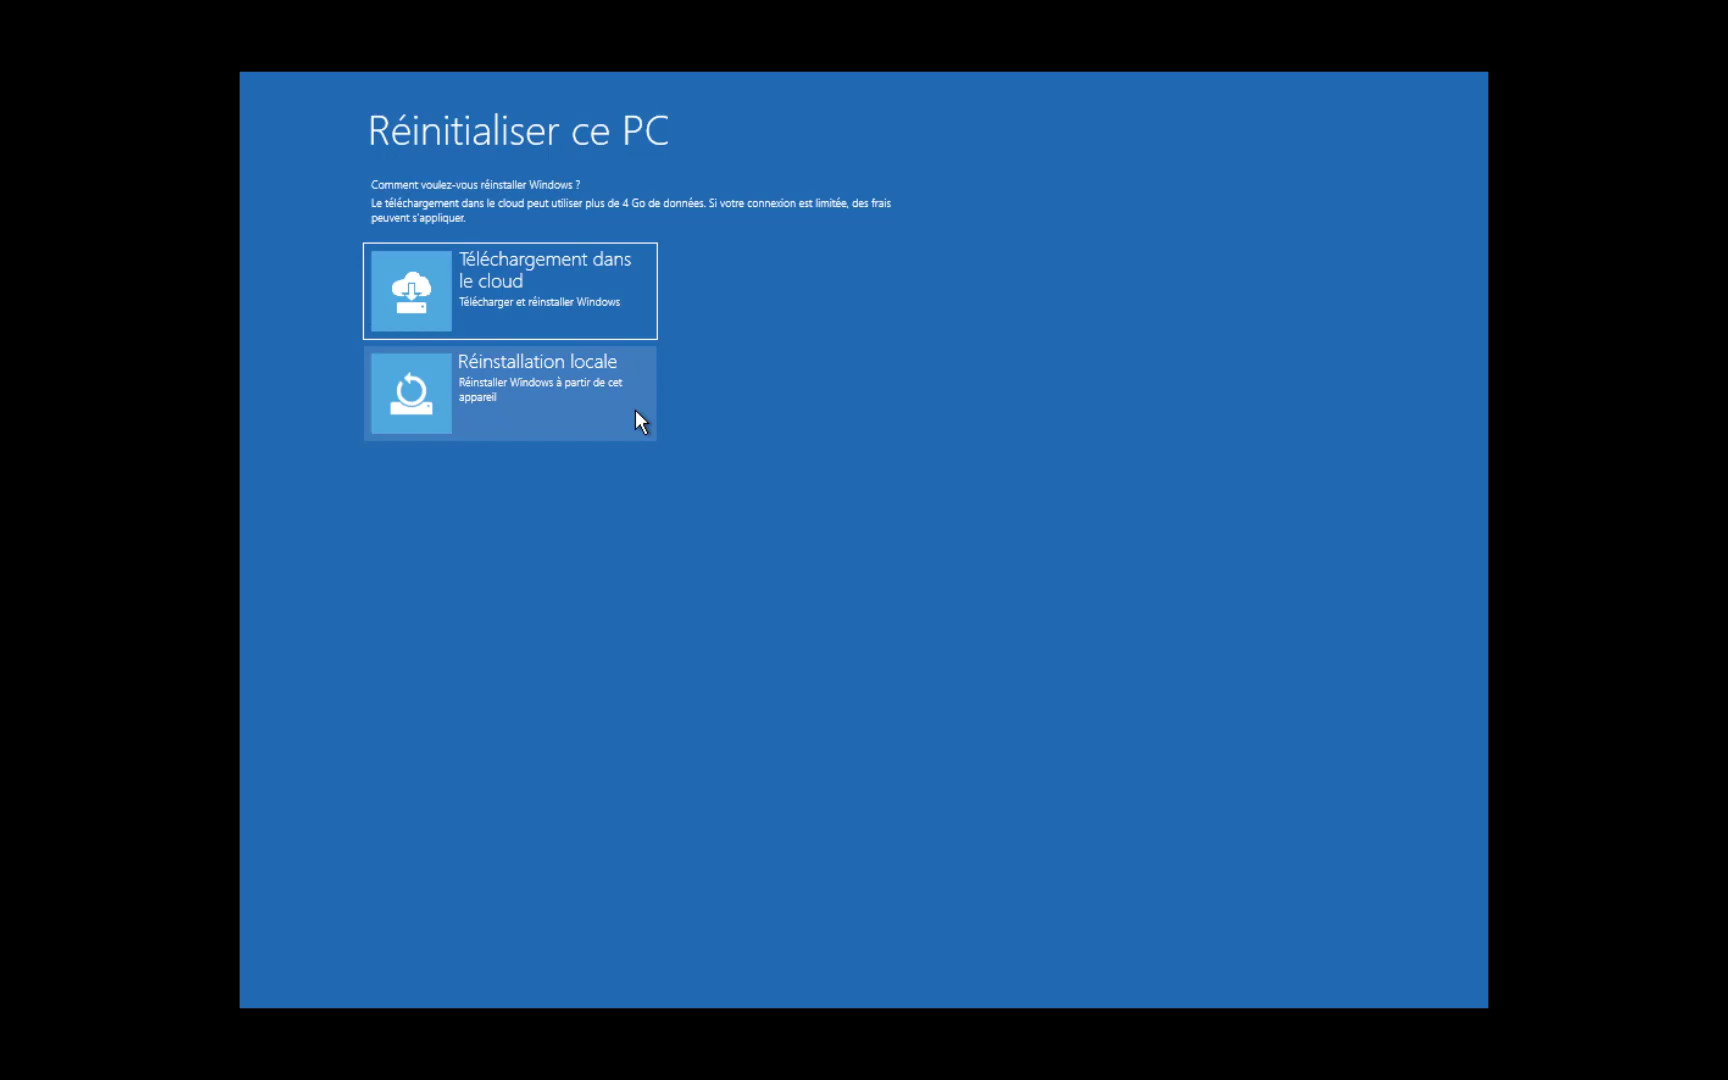 Réinitialiser ce PC
Comment voulez-vous réinstaller Windows ?
Le téléchargement dans le cloud peut utiliser plus de 4 Go de données. Si votre connexion est limitée, des frais
peuvent s'appliquer.
Téléchargement dans
le cloud
Télécharger et réinstaller Windows
Réinstallation locale
Réinstaller Windows à partir de cet
appareil